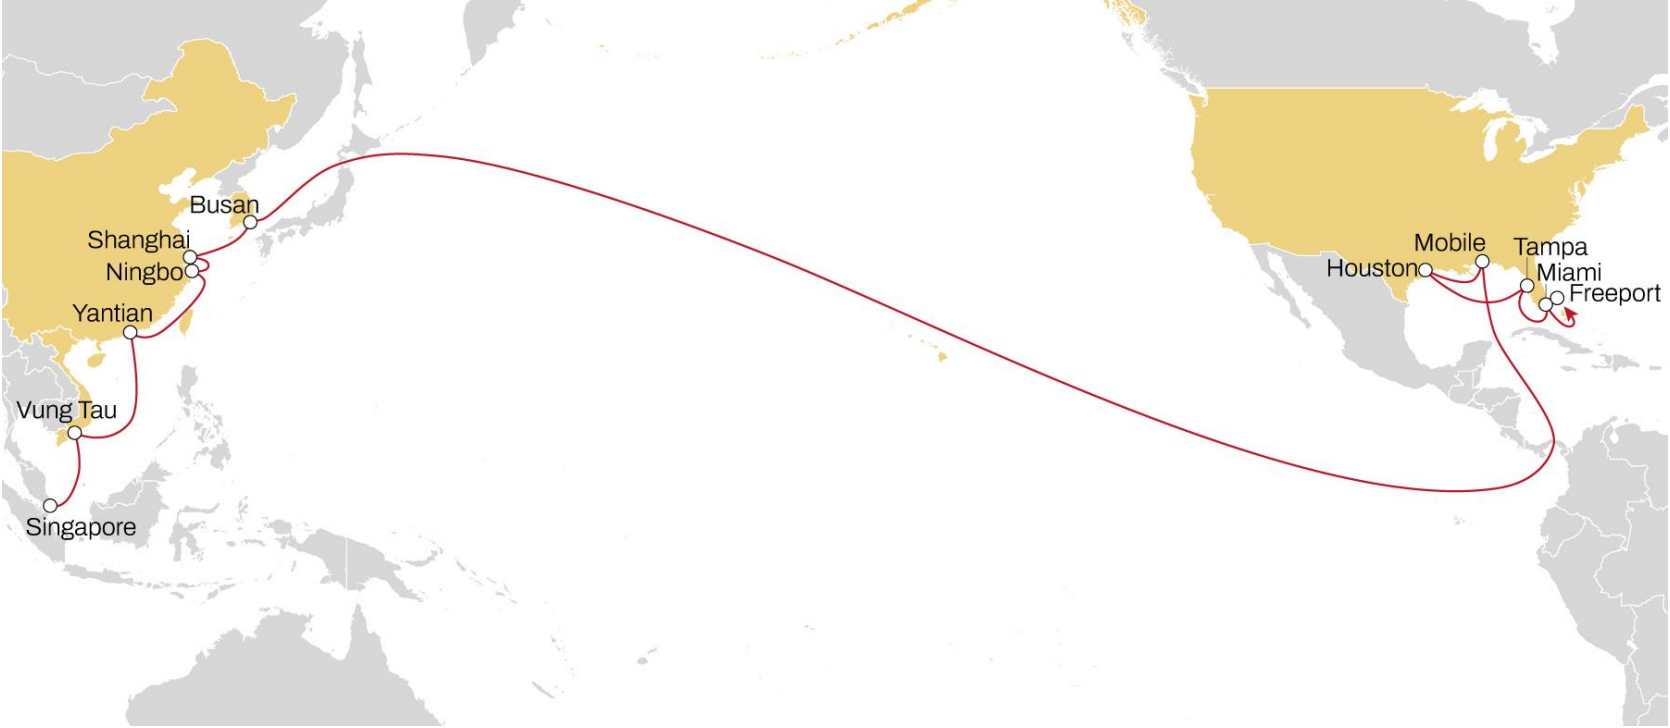 Busan
Shanghai
Ningbo
Yantian
Vung Tau
Singapore
Mobile
Tampa
Houston
Miami
Freeport